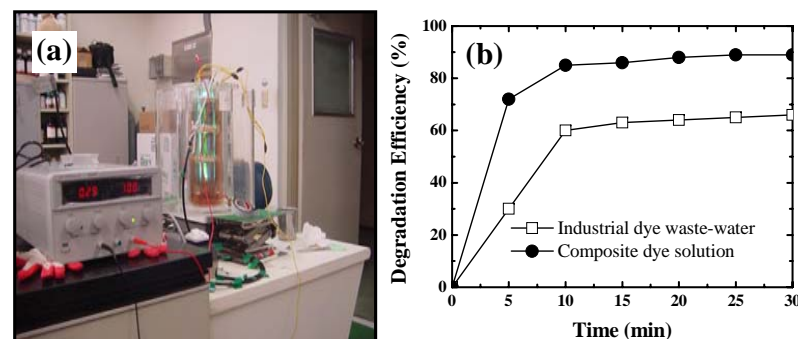 (a)
(b)
Degradation Efficiency (%)
100
80
60
40
20
0
Industrial dye waste-water
Composite dye solution
0 5 10 15 20 25 30
Time (min)